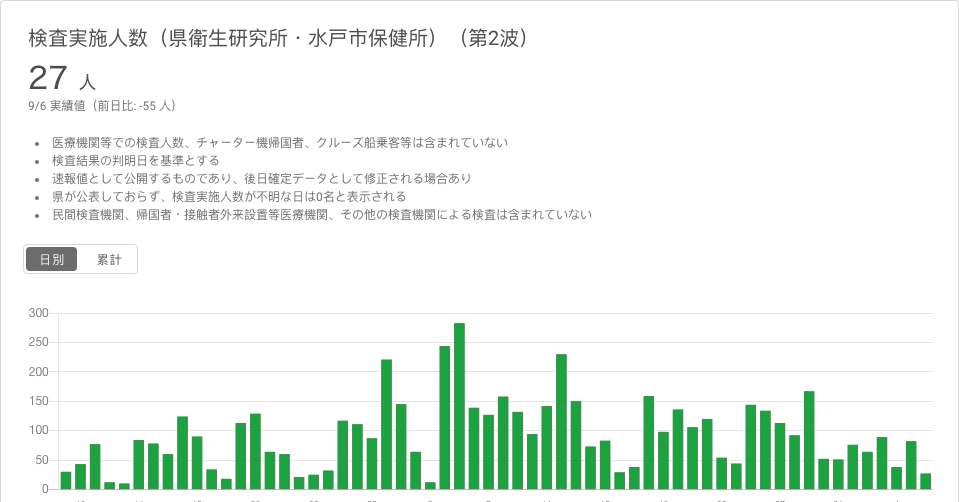 検査実施人数（県衛生研究所・水戸市保健所）（第2波）
27 人
9/6 実績値（前日比: -55 人）
医療機関等での検査人数、チャーター機帰国者、クルーズ船乗客等は含まれていない
検査結果の判明日を基準とする
速報値として公開するものであり、後日確定データとして修正される場合あり
県が公表しておらず、検査実施人数が不明な日は0名と表示される
民間検査機関、帰国者・接触者外来設置等医療機関、その他の検査機関による検査は含まれていない
日別 累計
300
250
200
150
100
50
0